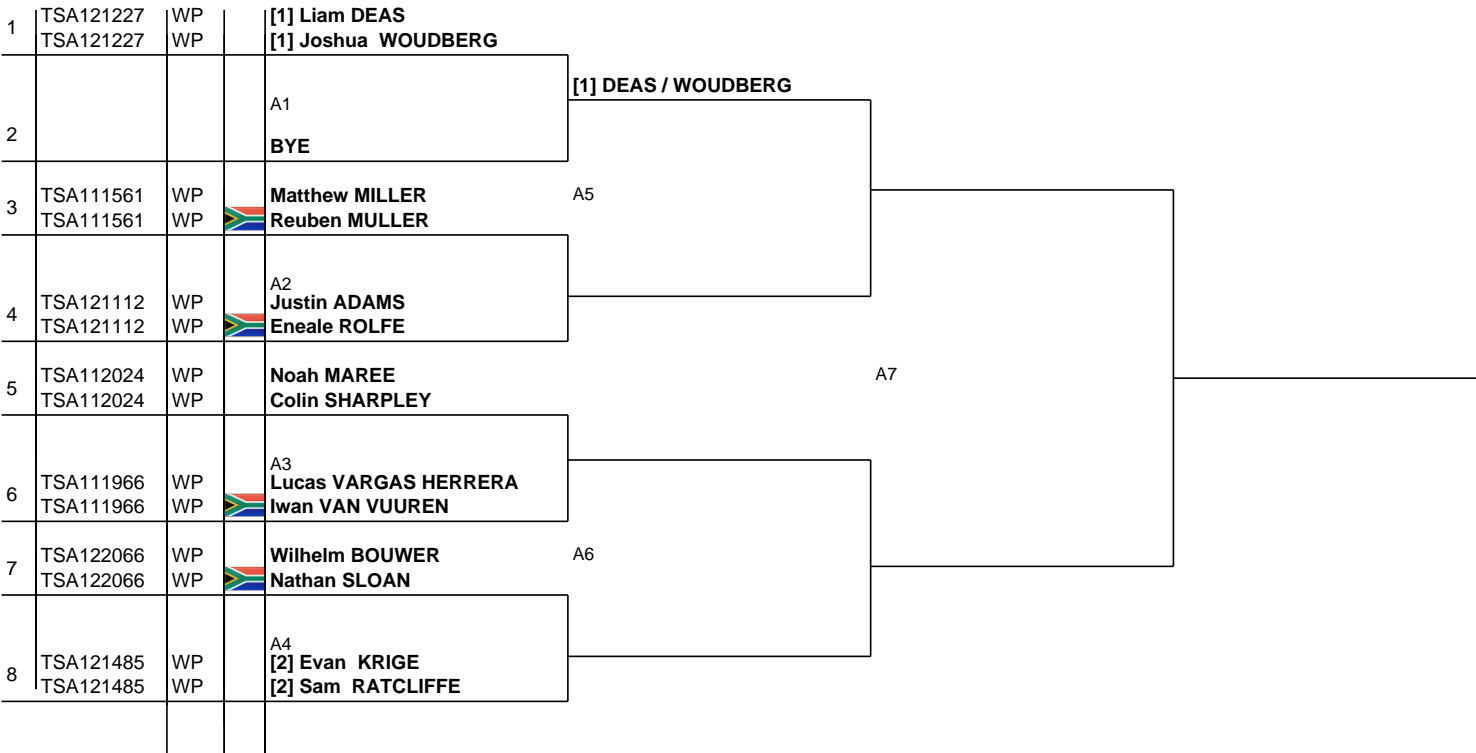 1 TSA121227 WP [1] Liam DEAS
TSA121227 WP [1] Joshua WOUDBERG
[1] DEAS / WOUDBERG
A1
2 BYE
3 TSA111561 WP Matthew MILLER A5
TSA111561 WP Reuben MULLER
A2
4 TSA121112 WP Justin ADAMS
TSA121112 WP Eneale ROLFE
5 TSA112024 WP Noah MAREE A7
TSA112024 WP Colin SHARPLEY
A3
6 TSA111966 WP Lucas VARGAS HERRERA
TSA111966 WP Iwan VAN VUUREN
7 TSA122066 WP Wilhelm BOUWER A6
TSA122066 WP Nathan SLOAN
A4
8 TSA121485 WP [2] Evan KRIGE
TSA121485 WP [2] Sam RATCLIFFE